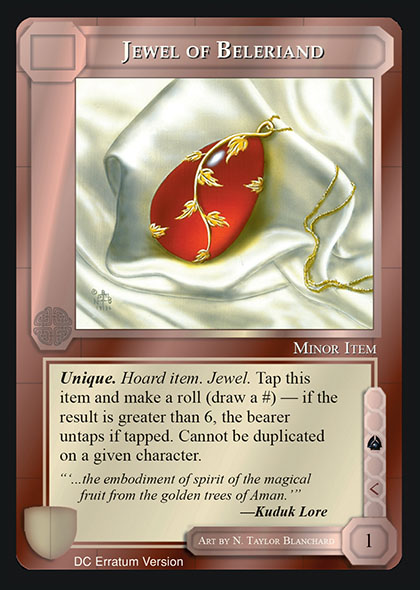 Jewel of Beleriand
Minor Item
Unique. Hoard item. Jewel. Tap this
item and make a roll (draw a #) — if the
result is greater than 6, the bearer
untaps if tapped. Cannot be duplicated
on a given character.
“‘...the embodiment of spirit of the magical
fruit from the golden trees of Aman.’”
—Kuduk Lore
Art by N. Taylor Blanchard
1
DC Erratum Version